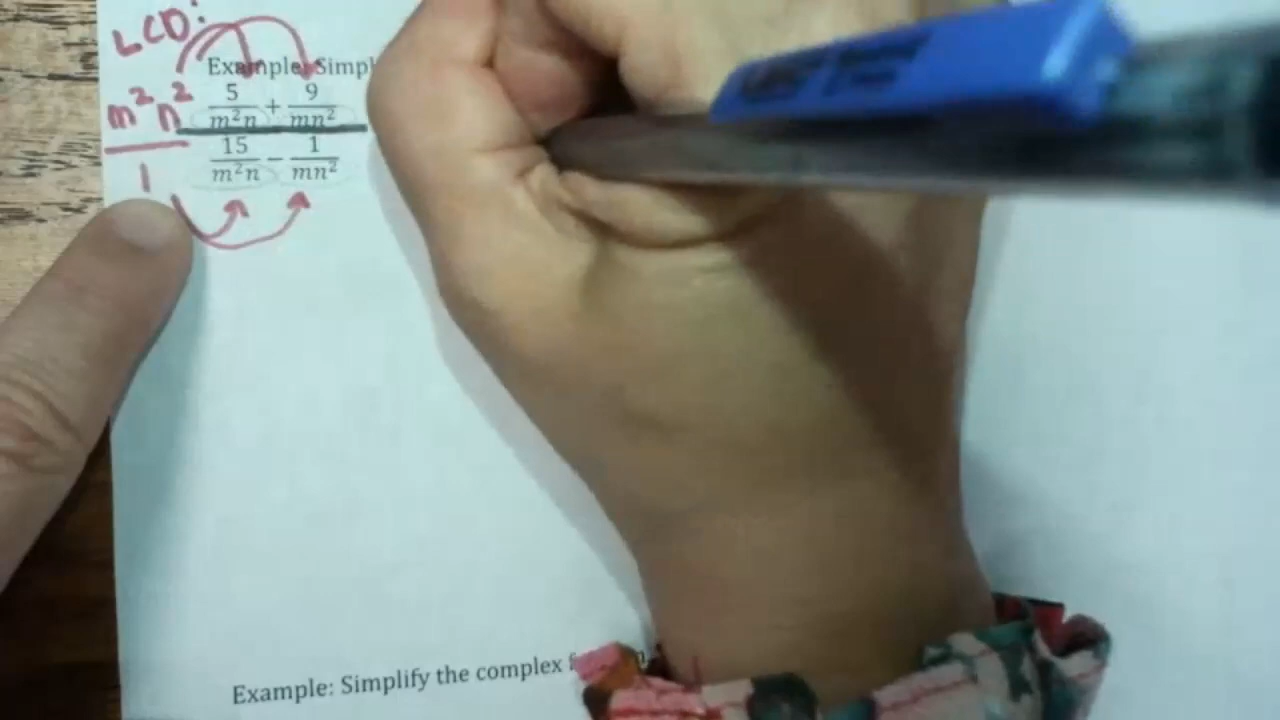 LCD:
Example: Simpl
m²n² / 1
5/m²n + 9/mn²
15/m²n − 1/mn²
Example: Simplify the complex f